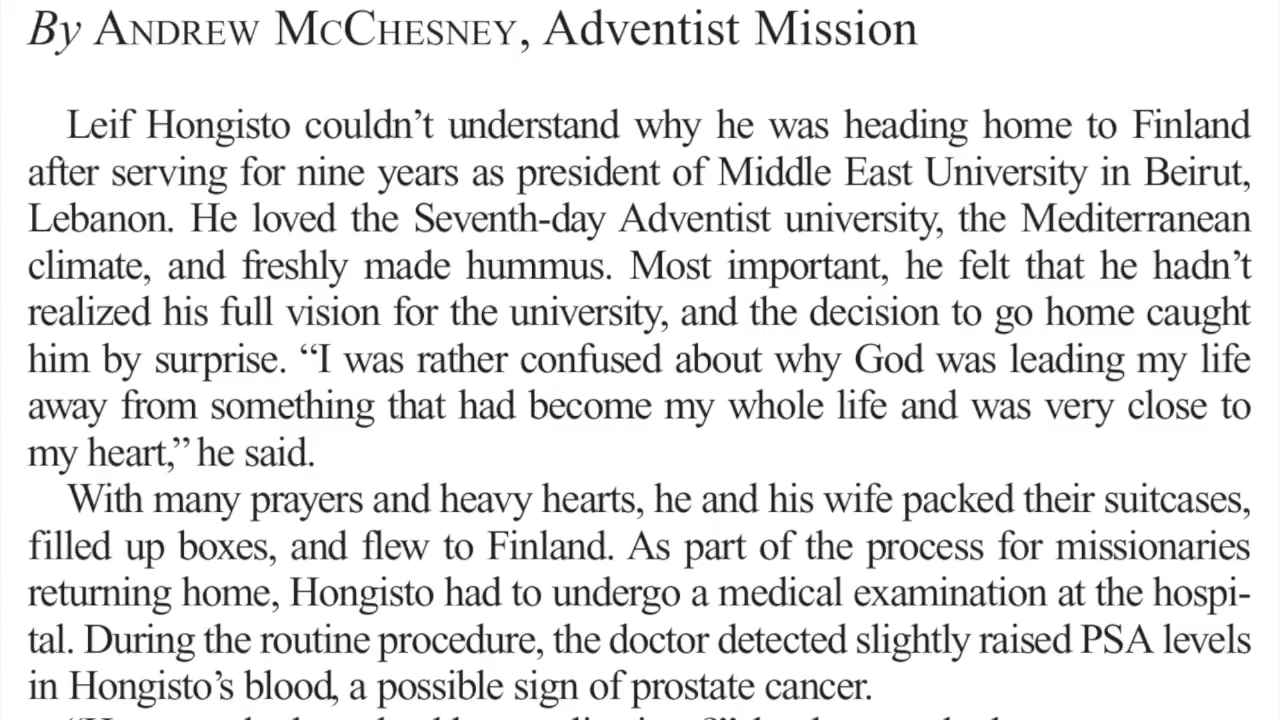 By ANDREW MCCHESNEY, Adventist Mission
Leif Hongisto couldn’t understand why he was heading home to Finland
after serving for nine years as president of Middle East University in Beirut,
Lebanon. He loved the Seventh-day Adventist university, the Mediterranean
climate, and freshly made hummus. Most important, he felt that he hadn’t
realized his full vision for the university, and the decision to go home caught
him by surprise. “I was rather confused about why God was leading my life
away from something that had become my whole life and was very close to
my heart,” he said.
With many prayers and heavy hearts, he and his wife packed their suitcases,
filled up boxes, and flew to Finland. As part of the process for missionaries
returning home, Hongisto had to undergo a medical examination at the hospi-
tal. During the routine procedure, the doctor detected slightly raised PSA levels
in Hongisto’s blood, a possible sign of prostate cancer.